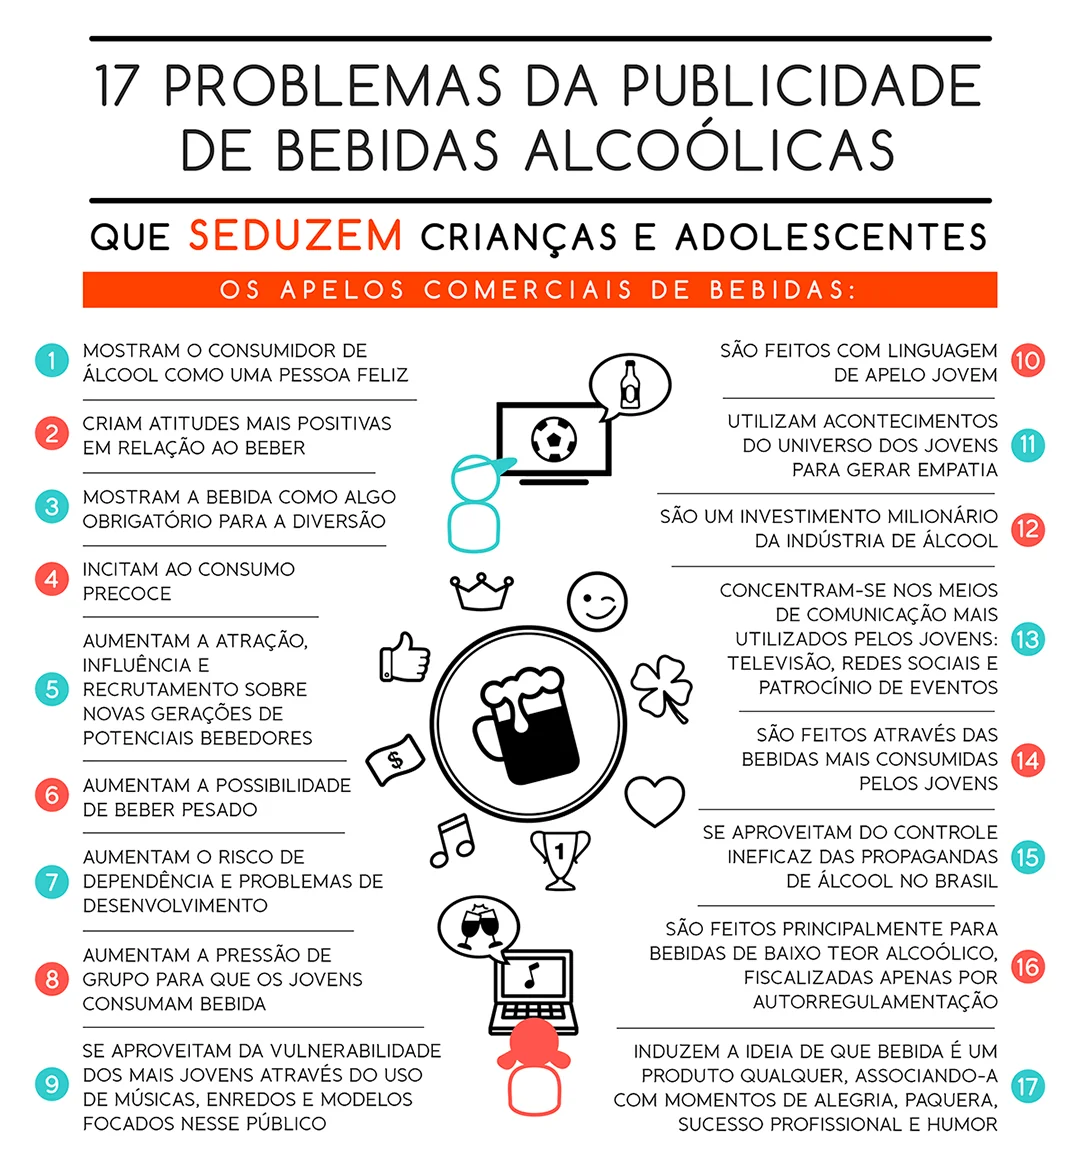 17 PROBLEMAS DA PUBLICIDADE
DE BEBIDAS ALCOÓLICAS
QUE SEDUZEM CRIANÇAS E ADOLESCENTES
OS APELOS COMERCIAIS DE BEBIDAS:
1
MOSTRAM O CONSUMIDOR DE
ÁLCOOL COMO UMA PESSOA FELIZ
2
CRIAM ATITUDES MAIS POSITIVAS
EM RELAÇÃO AO BEBER
3
MOSTRAM A BEBIDA COMO ALGO
OBRIGATÓRIO PARA A DIVERSÃO
4
INCITAM AO CONSUMO
PRECOCE
5
AUMENTAM A ATRAÇÃO,
INFLUÊNCIA E
RECRUTAMENTO SOBRE
NOVAS GERAÇÕES DE
POTENCIAIS BEBEDORES
6
AUMENTAM A POSSIBILIDADE
DE BEBER PESADO
7
AUMENTAM O RISCO DE
DEPENDÊNCIA E PROBLEMAS DE
DESENVOLVIMENTO
8
AUMENTAM A PRESSÃO DE
GRUPO PARA QUE OS JOVENS
CONSUMAM BEBIDA
9
SE APROVEITAM DA VULNERABILIDADE
DOS MAIS JOVENS ATRAVÉS DO USO
DE MÚSICAS, ENREDOS E MODELOS
FOCADOS NESSE PÚBLICO
$
1
SÃO FEITOS COM LINGUAGEM
DE APELO JOVEM
10
UTILIZAM ACONTECIMENTOS
DO UNIVERSO DOS JOVENS
PARA GERAR EMPATIA
11
SÃO UM INVESTIMENTO MILIONÁRIO
DA INDÚSTRIA DE ÁLCOOL
12
CONCENTRAM-SE NOS MEIOS
DE COMUNICAÇÃO MAIS
UTILIZADOS PELOS JOVENS:
TELEVISÃO, REDES SOCIAIS E
PATROCÍNIO DE EVENTOS
13
SÃO FEITOS ATRAVÉS DAS
BEBIDAS MAIS CONSUMIDAS
PELOS JOVENS
14
SE APROVEITAM DO CONTROLE
INEFICAZ DAS PROPAGANDAS
DE ÁLCOOL NO BRASIL
15
SÃO FEITOS PRINCIPALMENTE PARA
BEBIDAS DE BAIXO TEOR ALCOÓLICO,
FISCALIZADAS APENAS POR
AUTORREGULAMENTAÇÃO
16
INDUZEM A IDEIA DE QUE BEBIDA É UM
PRODUTO QUALQUER, ASSOCIANDO-A
COM MOMENTOS DE ALEGRIA, PAQUERA,
SUCESSO PROFISSIONAL E HUMOR
17